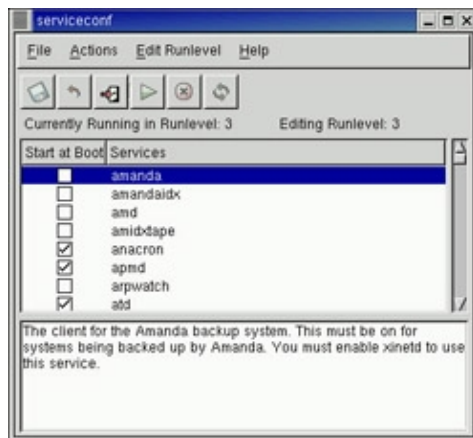 serviceconf
File Actions Edit Runlevel Help
Currently Running in Runlevel: 3 Editing Runlevel: 3
Start at Boot Services
amanda
amandaidx
amd
amidxtape
anacron
apmd
arpwatch
atd
The client for the Amanda backup system. This must be on for
systems being backed up by Amanda. You must enable xinetd to use
this service.